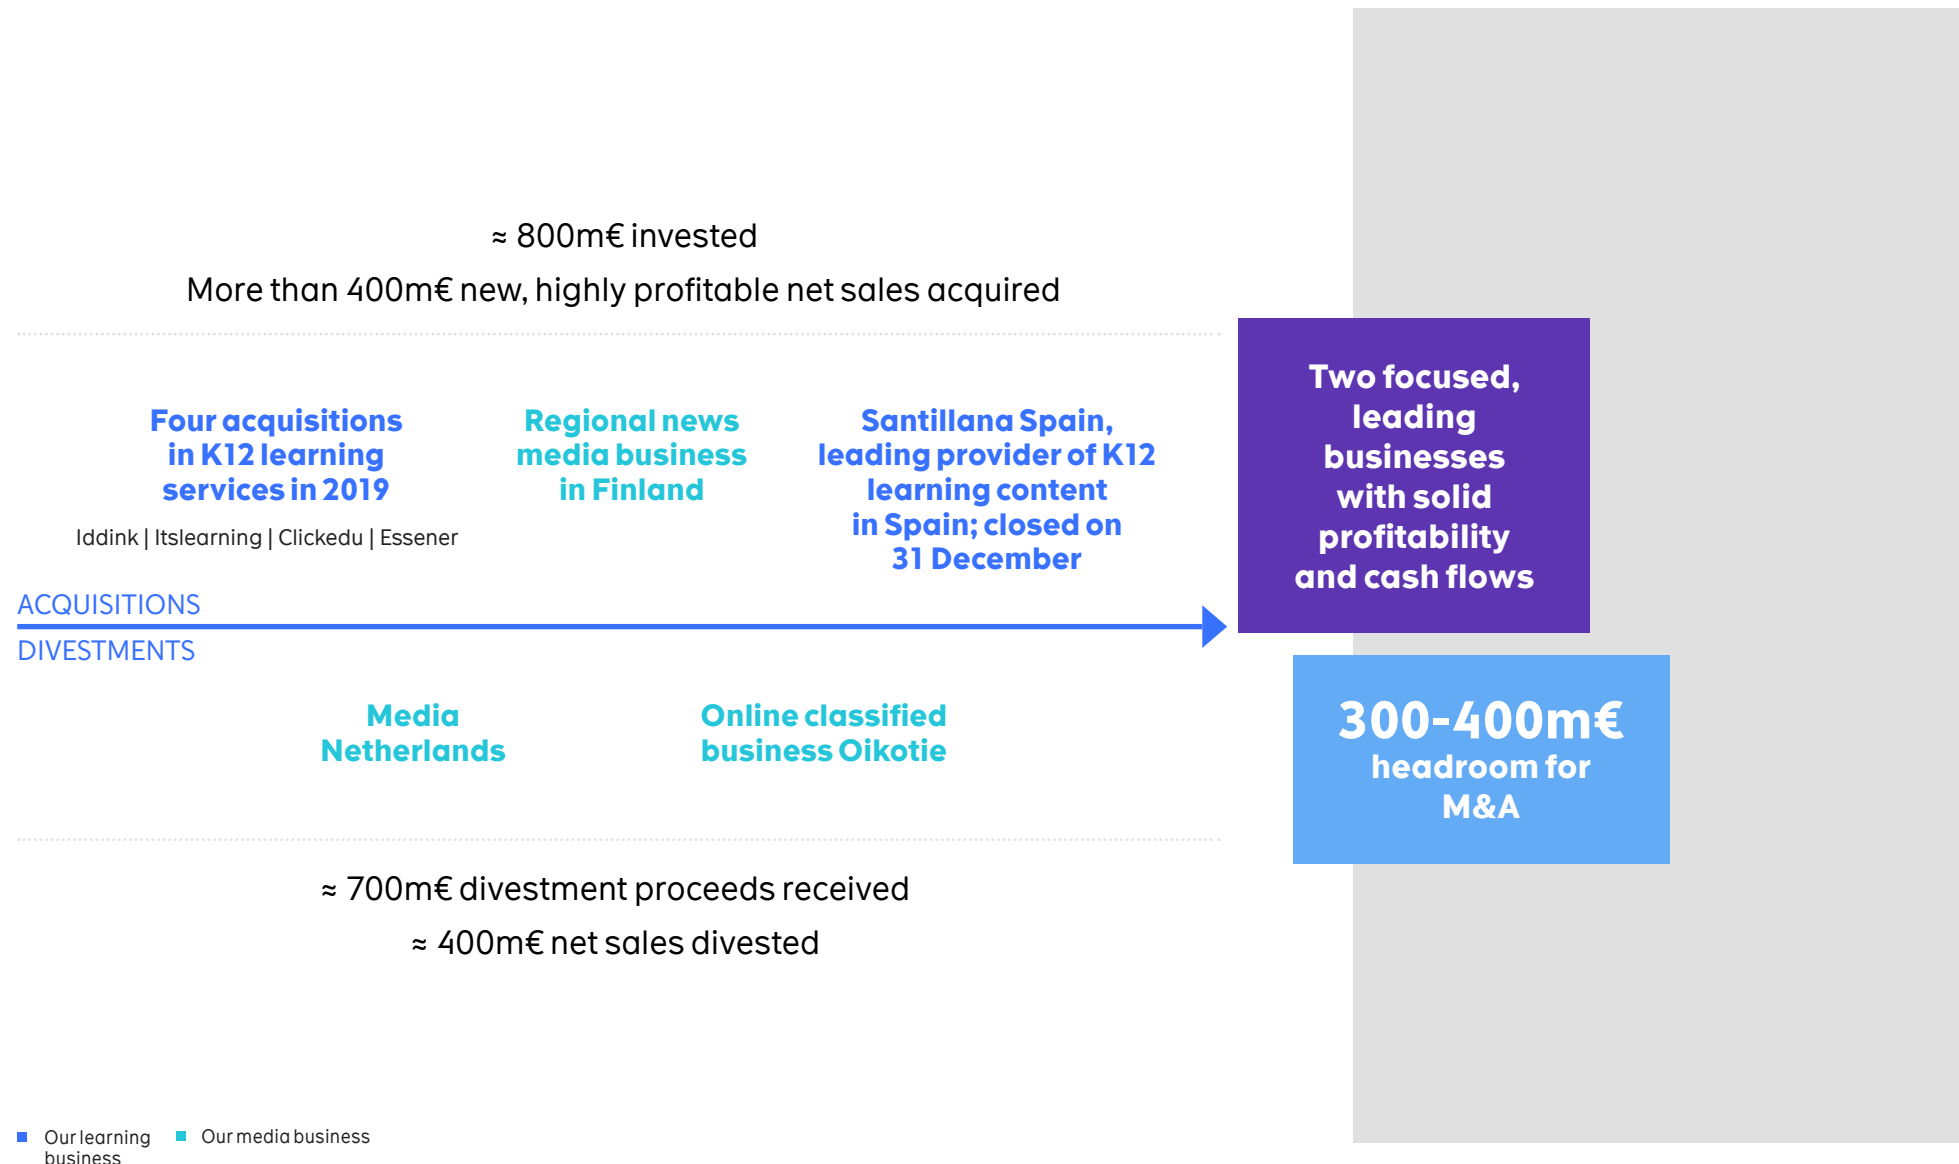 ≈ 800m€ invested
More than 400m€ new, highly profitable net sales acquired
Four acquisitions
in K12 learning
services in 2019
Iddink | Itslearning | Clickedu | Essener
Regional news
media business
in Finland
Santillana Spain,
leading provider of K12
learning content
in Spain; closed on
31 December
ACQUISITIONS
DIVESTMENTS
Media
Netherlands
Online classified
business Oikotie
≈ 700m€ divestment proceeds received
≈ 400m€ net sales divested
Two focused,
leading
businesses
with solid
profitability
and cash flows
300-400m€
headroom for
M&A
Our learning
business
Our media business